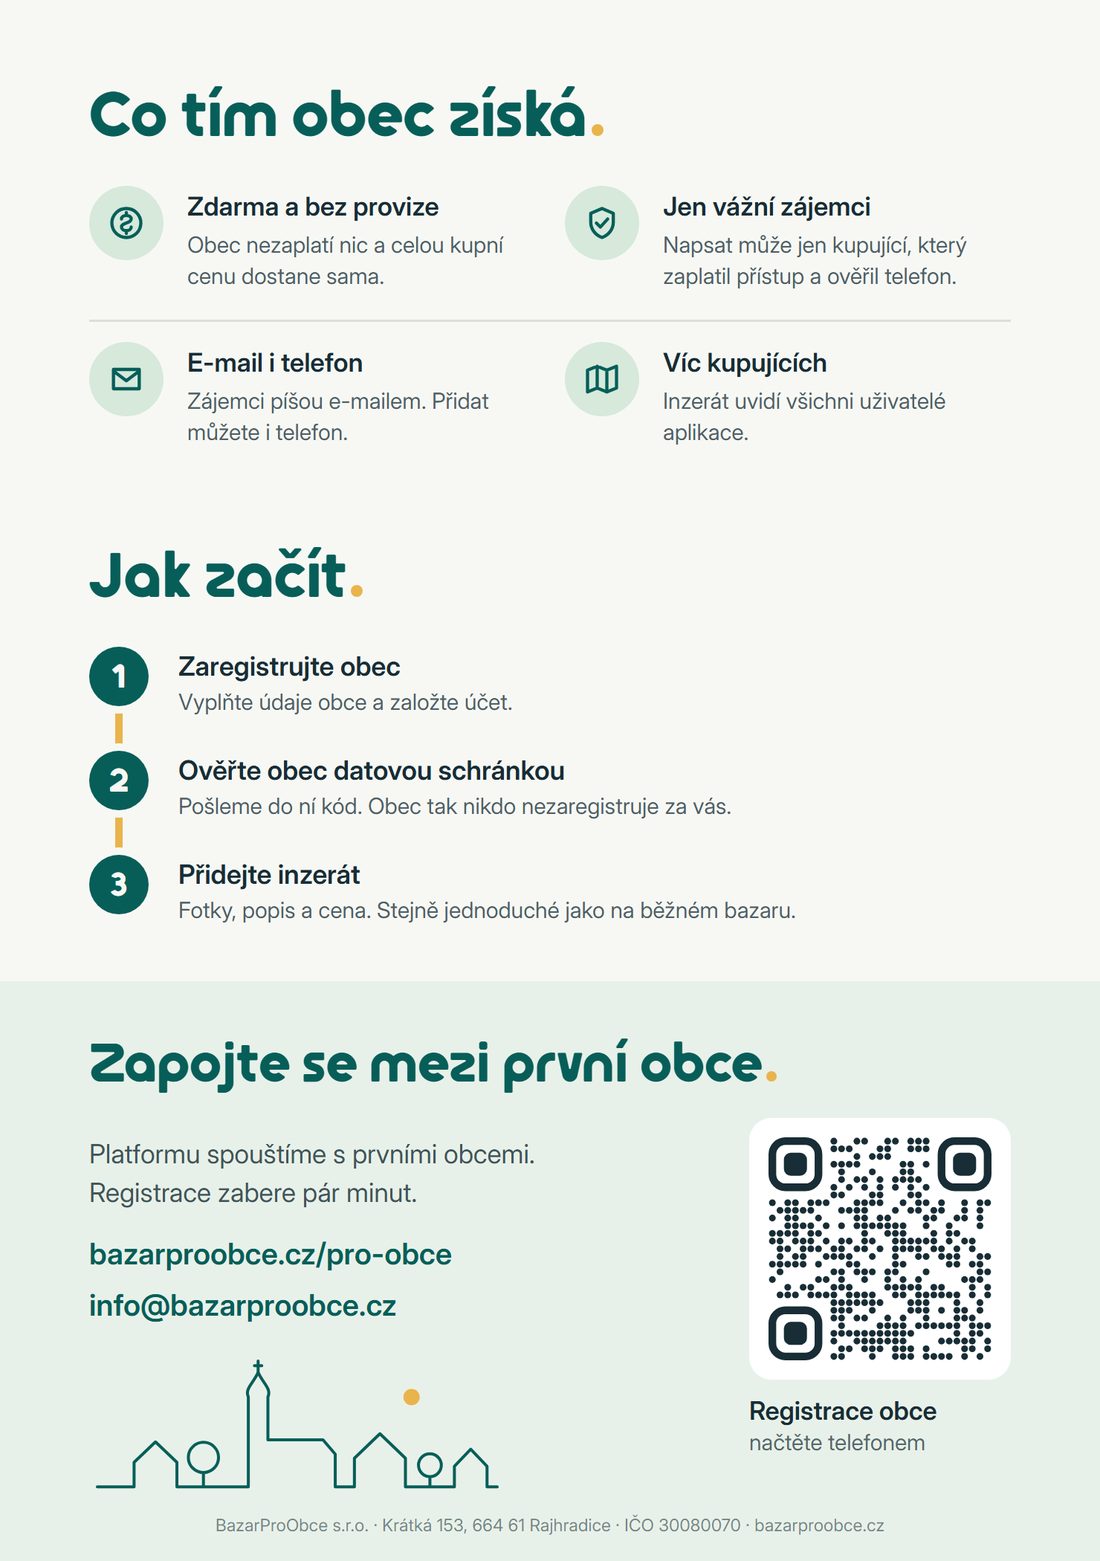 Co tím obec získá.
Zdarma a bez provize
Obec nezaplatí nic a celou kupní
cenu dostane sama.
Jen vážní zájemci
Napsat může jen kupující, který
zaplatil přístup a ověřil telefon.
E-mail i telefon
Zájemci píšou e-mailem. Přidat
můžete i telefon.
Víc kupujících
Inzerát uvidí všichni uživatelé
aplikace.
Jak začít.
1
Zaregistrujte obec
Vyplňte údaje obce a založte účet.
2
Ověřte obec datovou schránkou
Pošleme do ní kód. Obec tak nikdo nezaregistruje za vás.
3
Přidejte inzerát
Fotky, popis a cena. Stejně jednoduché jako na běžném bazaru.
Zapojte se mezi první obce.
Platformu spouštíme s prvními obcemi.
Registrace zabere pár minut.
bazarproobce.cz/pro-obce
info@bazarproobce.cz
Registrace obce
načtěte telefonem
BazarProObce s.r.o. · Krátká 153, 664 61 Rajhradice · IČO 30080070 · bazarproobce.cz